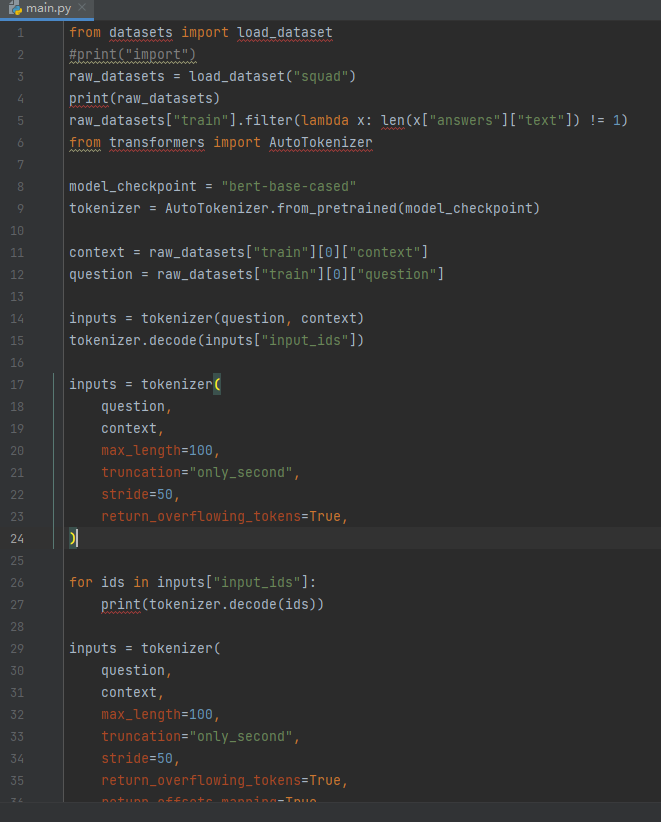 main.py
1 from datasets import load_dataset
2 #print("import")
3 raw_datasets = load_dataset("squad")
4 print(raw_datasets)
5 raw_datasets["train"].filter(lambda x: len(x["answers"]["text"]) != 1)
6 from transformers import AutoTokenizer
7
8 model_checkpoint = "bert-base-cased"
9 tokenizer = AutoTokenizer.from_pretrained(model_checkpoint)
10
11 context = raw_datasets["train"][0]["context"]
12 question = raw_datasets["train"][0]["question"]
13
14 inputs = tokenizer(question, context)
15 tokenizer.decode(inputs["input_ids"])
16
17 inputs = tokenizer(
18     question,
19     context,
20     max_length=100,
21     truncation="only_second",
22     stride=50,
23     return_overflowing_tokens=True,
24 )
25
26 for ids in inputs["input_ids"]:
27     print(tokenizer.decode(ids))
28
29 inputs = tokenizer(
30     question,
31     context,
32     max_length=100,
33     truncation="only_second",
34     stride=50,
35     return_overflowing_tokens=True,
36     return_offsets_mapping=True